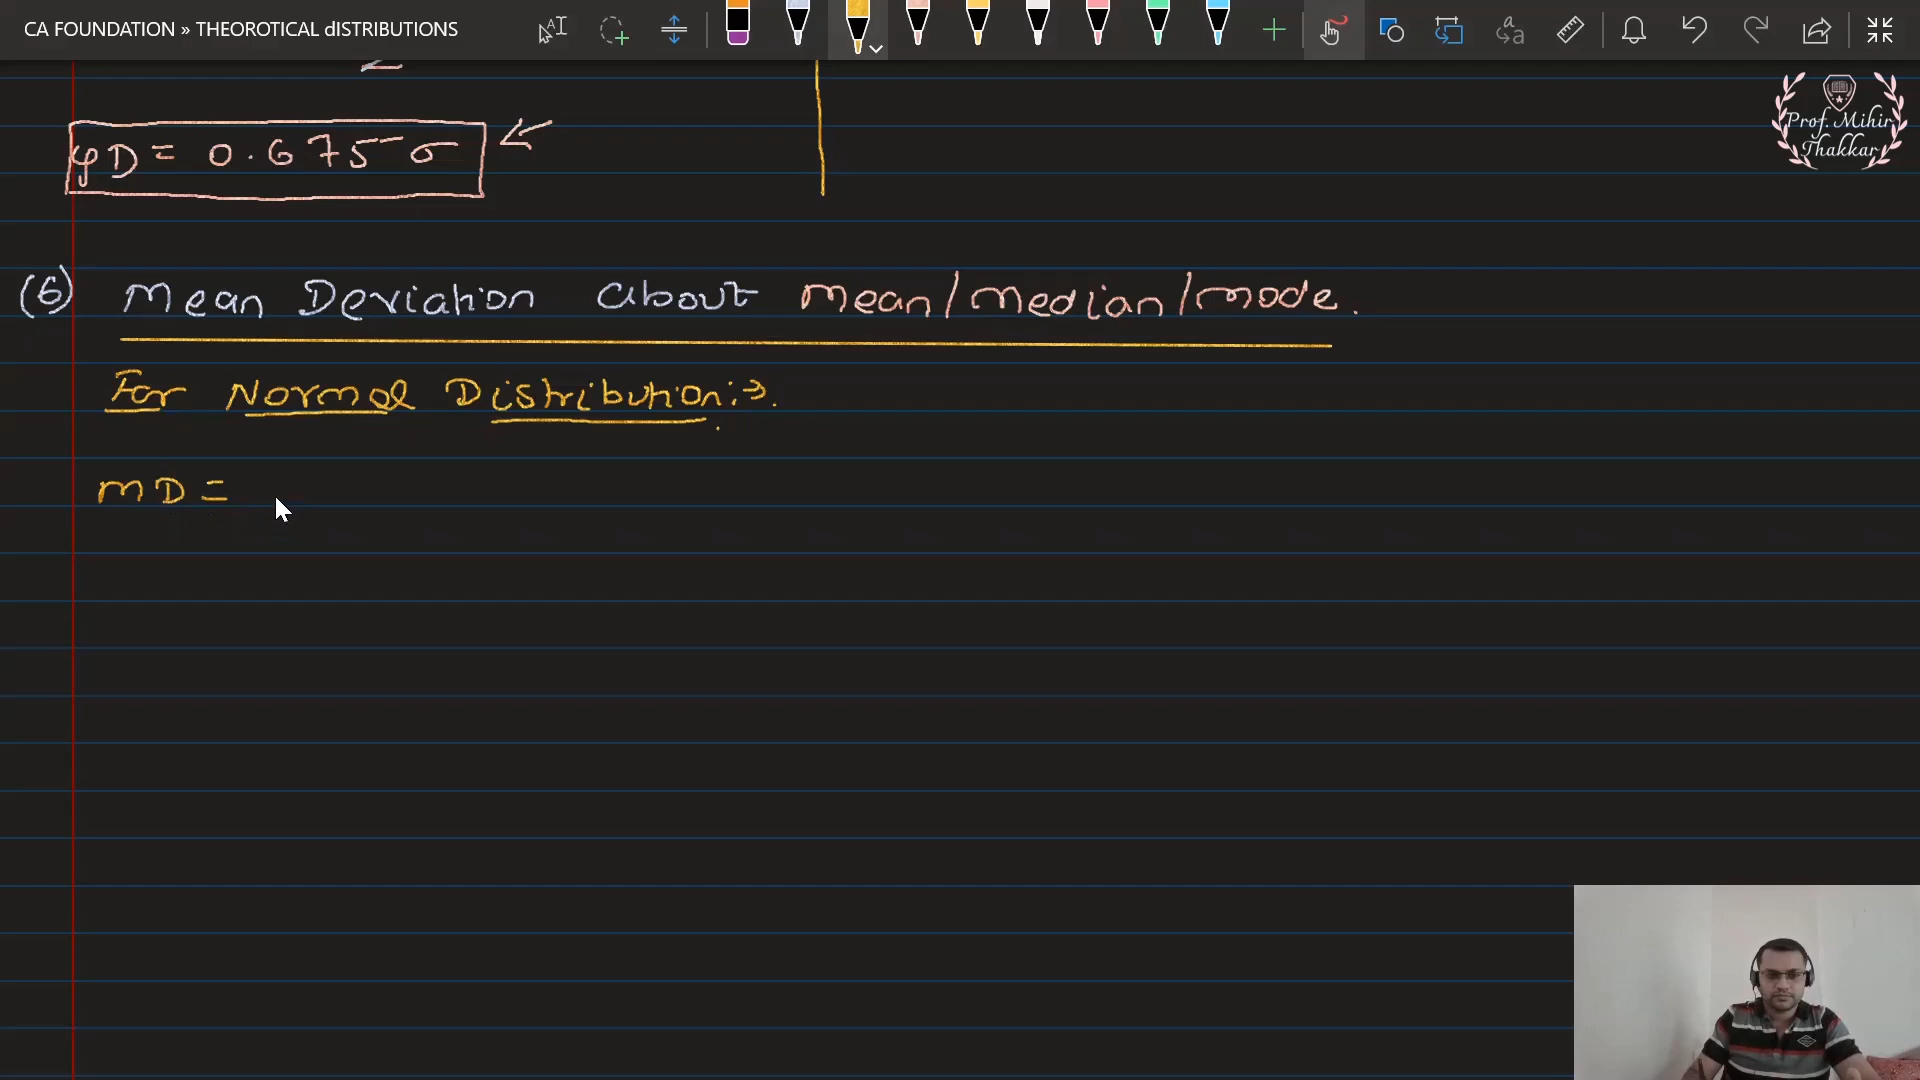 CA FOUNDATION » THEOROTICAL dISTRIBUTIONS
Prof. Mihir
Thakkar
QD = 0.675σ
(6) Mean Deviation About mean/median/mode.
For Normal Distribution:→.
MD =